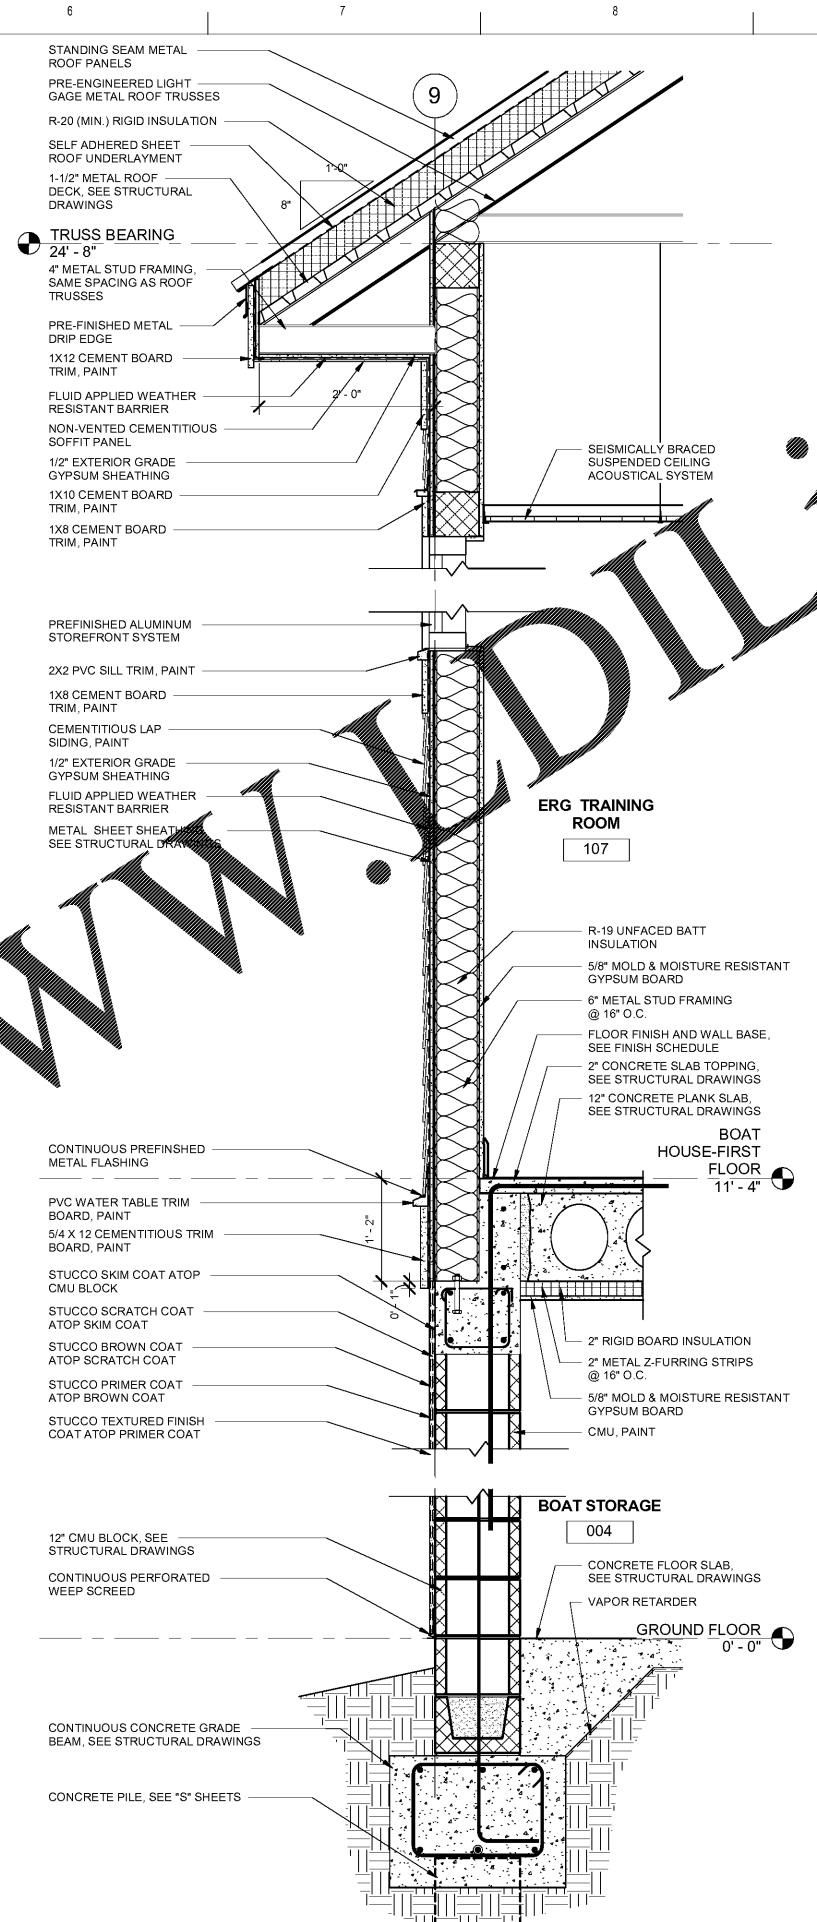 6
7
8
STANDING SEAM METAL
ROOF PANELS
PRE-ENGINEERED LIGHT
GAGE METAL ROOF TRUSSES
9
R-20 (MIN.) RIGID INSULATION
SELF ADHERED SHEET
ROOF UNDERLAYMENT
1'-0"
1-1/2" METAL ROOF
DECK, SEE STRUCTURAL
DRAWINGS
8"
TRUSS BEARING
24' - 8"
4" METAL STUD FRAMING,
SAME SPACING AS ROOF
TRUSSES
PRE-FINISHED METAL
DRIP EDGE
1X12 CEMENT BOARD
TRIM, PAINT
FLUID APPLIED WEATHER
RESISTANT BARRIER
2' - 0"
NON-VENTED CEMENTITIOUS
SOFFIT PANEL
1/2" EXTERIOR GRADE
GYPSUM SHEATHING
SEISMICALLY BRACED
SUSPENDED CEILING
ACOUSTICAL SYSTEM
1X10 CEMENT BOARD
TRIM, PAINT
1X8 CEMENT BOARD
TRIM, PAINT
PREFINISHED ALUMINUM
STOREFRONT SYSTEM
2X2 PVC SILL TRIM, PAINT
1X8 CEMENT BOARD
TRIM, PAINT
CEMENTITIOUS LAP
SIDING, PAINT
1/2" EXTERIOR GRADE
GYPSUM SHEATHING
FLUID APPLIED WEATHER
RESISTANT BARRIER
METAL SHEET SHEATHING
SEE STRUCTURAL DRAWINGS
ERG TRAINING
ROOM
107
R-19 UNFACED BATT
INSULATION
5/8" MOLD & MOISTURE RESISTANT
GYPSUM BOARD
6" METAL STUD FRAMING
@ 16" O.C.
FLOOR FINISH AND WALL BASE,
SEE FINISH SCHEDULE
2" CONCRETE SLAB TOPPING,
SEE STRUCTURAL DRAWINGS
12" CONCRETE PLANK SLAB,
SEE STRUCTURAL DRAWINGS
BOAT
HOUSE-FIRST
FLOOR
11' - 4"
CONTINUOUS PREFINSHED
METAL FLASHING
PVC WATER TABLE TRIM
BOARD, PAINT
1' - 2"
5/4 X 12 CEMENTITIOUS TRIM
BOARD, PAINT
STUCCO SKIM COAT ATOP
CMU BLOCK
0' - 1"
STUCCO SCRATCH COAT
ATOP SKIM COAT
STUCCO BROWN COAT
ATOP SCRATCH COAT
STUCCO PRIMER COAT
ATOP BROWN COAT
STUCCO TEXTURED FINISH
COAT ATOP PRIMER COAT
2" RIGID BOARD INSULATION
2" METAL Z-FURRING STRIPS
@ 16" O.C.
5/8" MOLD & MOISTURE RESISTANT
GYPSUM BOARD
CMU, PAINT
BOAT STORAGE
004
12" CMU BLOCK, SEE
STRUCTURAL DRAWINGS
CONTINUOUS PERFORATED
WEEP SCREED
CONCRETE FLOOR SLAB,
SEE STRUCTURAL DRAWINGS
VAPOR RETARDER
GROUND FLOOR
0' - 0"
CONTINUOUS CONCRETE GRADE
BEAM, SEE STRUCTURAL DRAWINGS
CONCRETE PILE, SEE "S" SHEETS